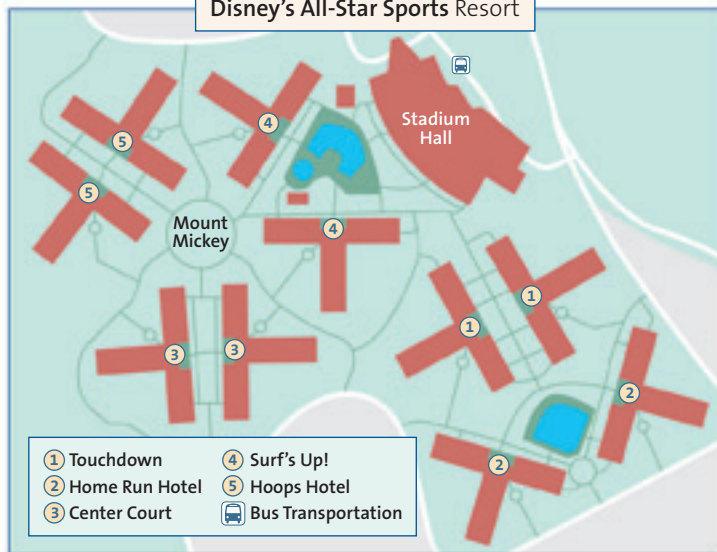 Disney's All-Star Sports Resort
4
Stadium
Hall
5
5
Mount
Mickey
4
1
1
3
3
2
2
1 Touchdown
2 Home Run Hotel
3 Center Court
4 Surf's Up!
5 Hoops Hotel
Bus Transportation